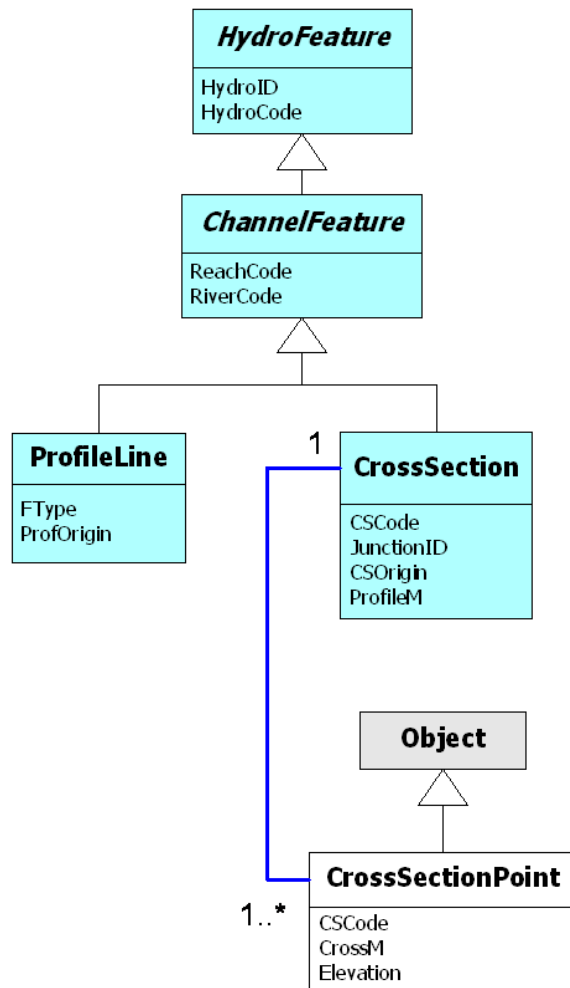 HydroFeature
HydroID
HydroCode
ChannelFeature
ReachCode
RiverCode
ProfileLine
FType
ProfOrigin
1
CrossSection
CSCode
JunctionID
CSOrigin
ProfileM
Object
CrossSectionPoint
1..*
CSCode
CrossM
Elevation